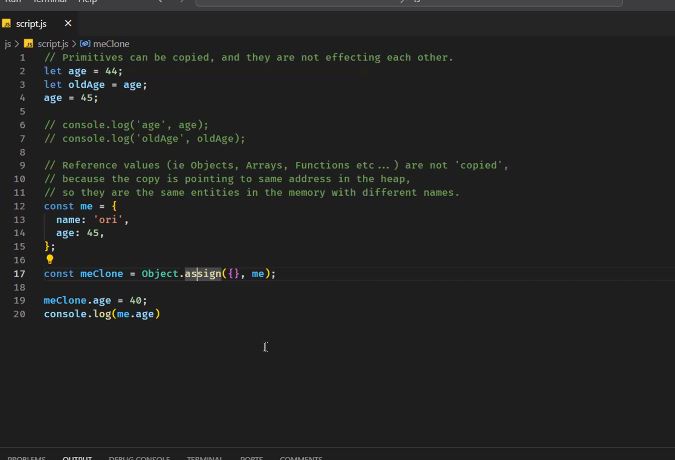 Run Terminal Help
script.js
js > script.js > meClone
1 // Primitives can be copied, and they are not effecting each other.
2 let age = 44;
3 let oldAge = age;
4 age = 45;
5
6 // console.log('age', age);
7 // console.log('oldAge', oldAge);
8
9 // Reference values (ie Objects, Arrays, Functions etc...) are not 'copied',
10 // because the copy is pointing to same address in the heap,
11 // so they are the same entities in the memory with different names.
12 const me = {
13 name: 'ori',
14 age: 45,
15 };
16
17 const meClone = Object.assign({}, me);
18
19 meClone.age = 40;
20 console.log(me.age)
PROBLEMS OUTPUT DEBUG CONSOLE TERMINAL PORTS COMMENTS